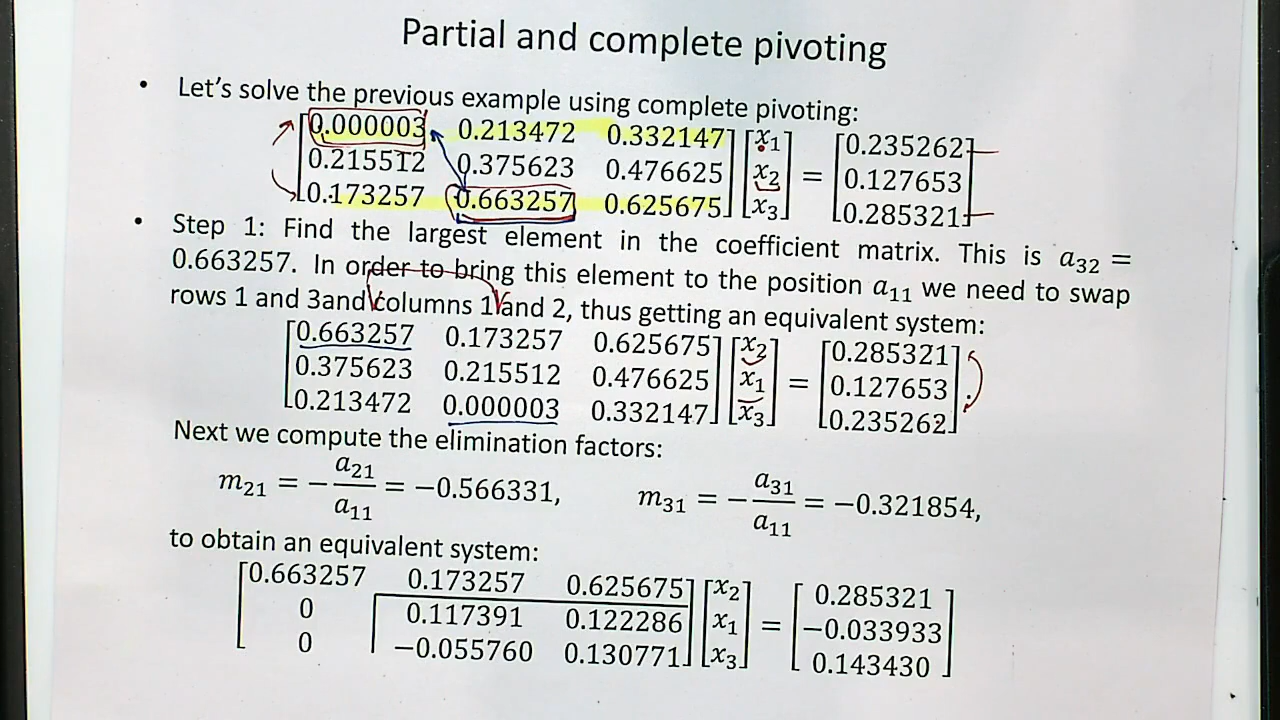 Partial and complete pivoting
• Let's solve the previous example using complete pivoting:
[0.000003 0.213472 0.332147] [x₁] [0.235262]
[0.215512 0.375623 0.476625] [x₂] = [0.127653]
[0.173257 0.663257 0.625675] [x₃] [0.285321]
• Step 1: Find the largest element in the coefficient matrix. This is a₃₂ =
0.663257. In order to bring this element to the position a₁₁ we need to swap
rows 1 and 3and columns 1 and 2, thus getting an equivalent system:
[0.663257 0.173257 0.625675] [x₂] [0.285321]
[0.375623 0.215512 0.476625] [x₁] = [0.127653].
[0.213472 0.000003 0.332147] [x₃] [0.235262]
Next we compute the elimination factors:
m₂₁ = −a₂₁/a₁₁ = −0.566331, m₃₁ = −a₃₁/a₁₁ = −0.321854,
to obtain an equivalent system:
[0.663257 0.173257 0.625675] [x₂] [0.285321]
[0 0.117391 0.122286] [x₁] = [−0.033933]
[0 −0.055760 0.130771] [x₃] [0.143430]